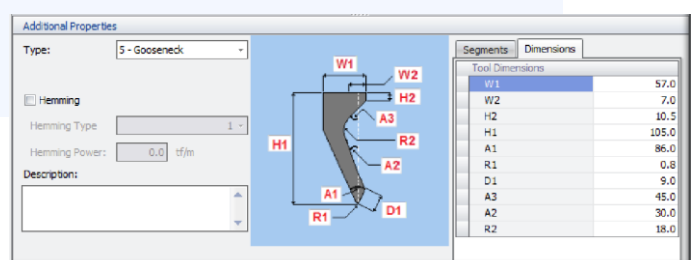 Additional Properties
Type:
5 - Gooseneck
Hemming
Hemming Type
1
Hemming Power:
0.0
tf/m
Description:
W1
W2
H2
A3
R2
H1
A2
A1
D1
R1
Segments
Dimensions
Tool Dimensions
W1 57.0
W2 7.0
H2 10.5
H1 105.0
A1 86.0
R1 0.8
D1 9.0
A3 45.0
A2 30.0
R2 18.0